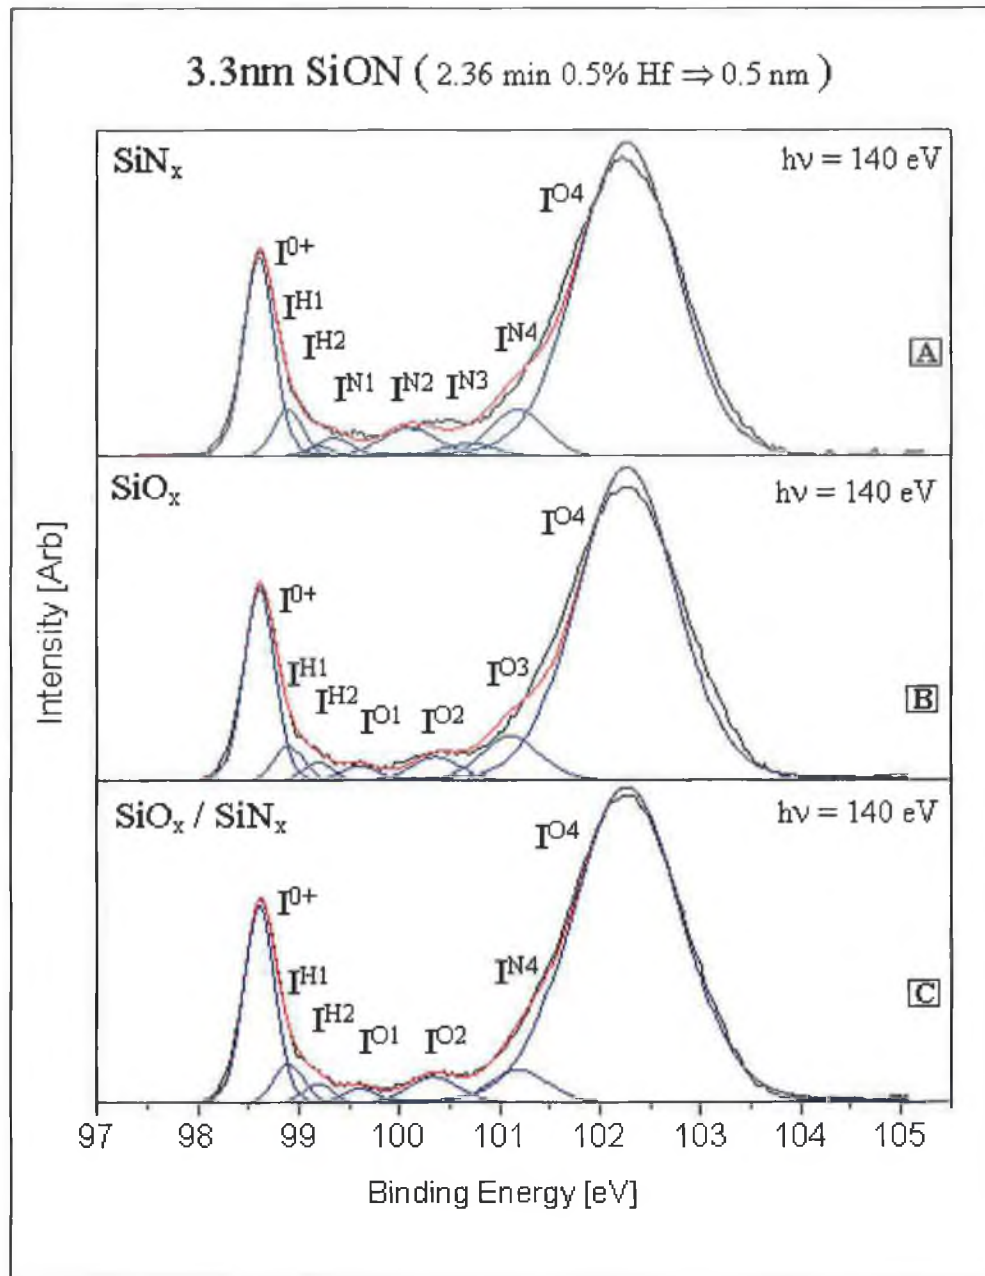 3.3nm SiON ( 2.36 min 0.5% Hf ⇒ 0.5 nm )
SiNₓ
hν = 140 eV
I^O4
I^0+
I^H1
I^H2
I^N1 I^N2 I^N3
I^N4
A
SiOₓ
hν = 140 eV
I^O4
I^0+
I^H1
I^H2
I^O1 I^O2
I^O3
B
SiOₓ / SiNₓ
hν = 140 eV
I^O4
I^0+
I^H1
I^H2
I^O1 I^O2
I^N4
C
Intensity [Arb]
97 98 99 100 101 102 103 104 105
Binding Energy [eV]